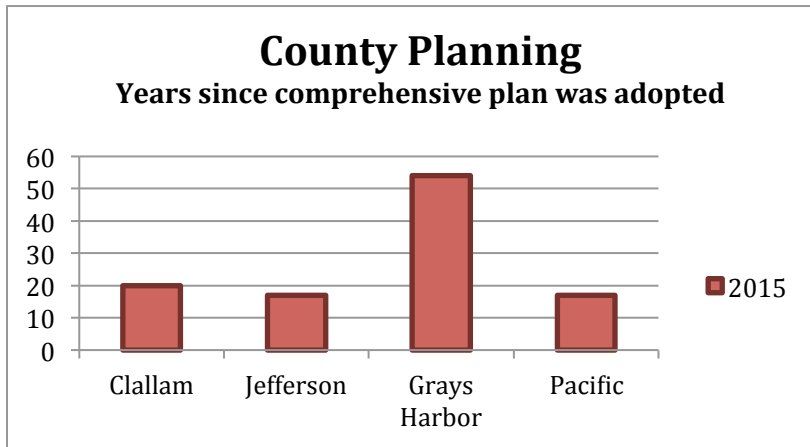 County Planning
Years since comprehensive plan was adopted
60
50
40
30
20
10
0
Clallam
Jefferson
Grays
Harbor
Pacific
2015